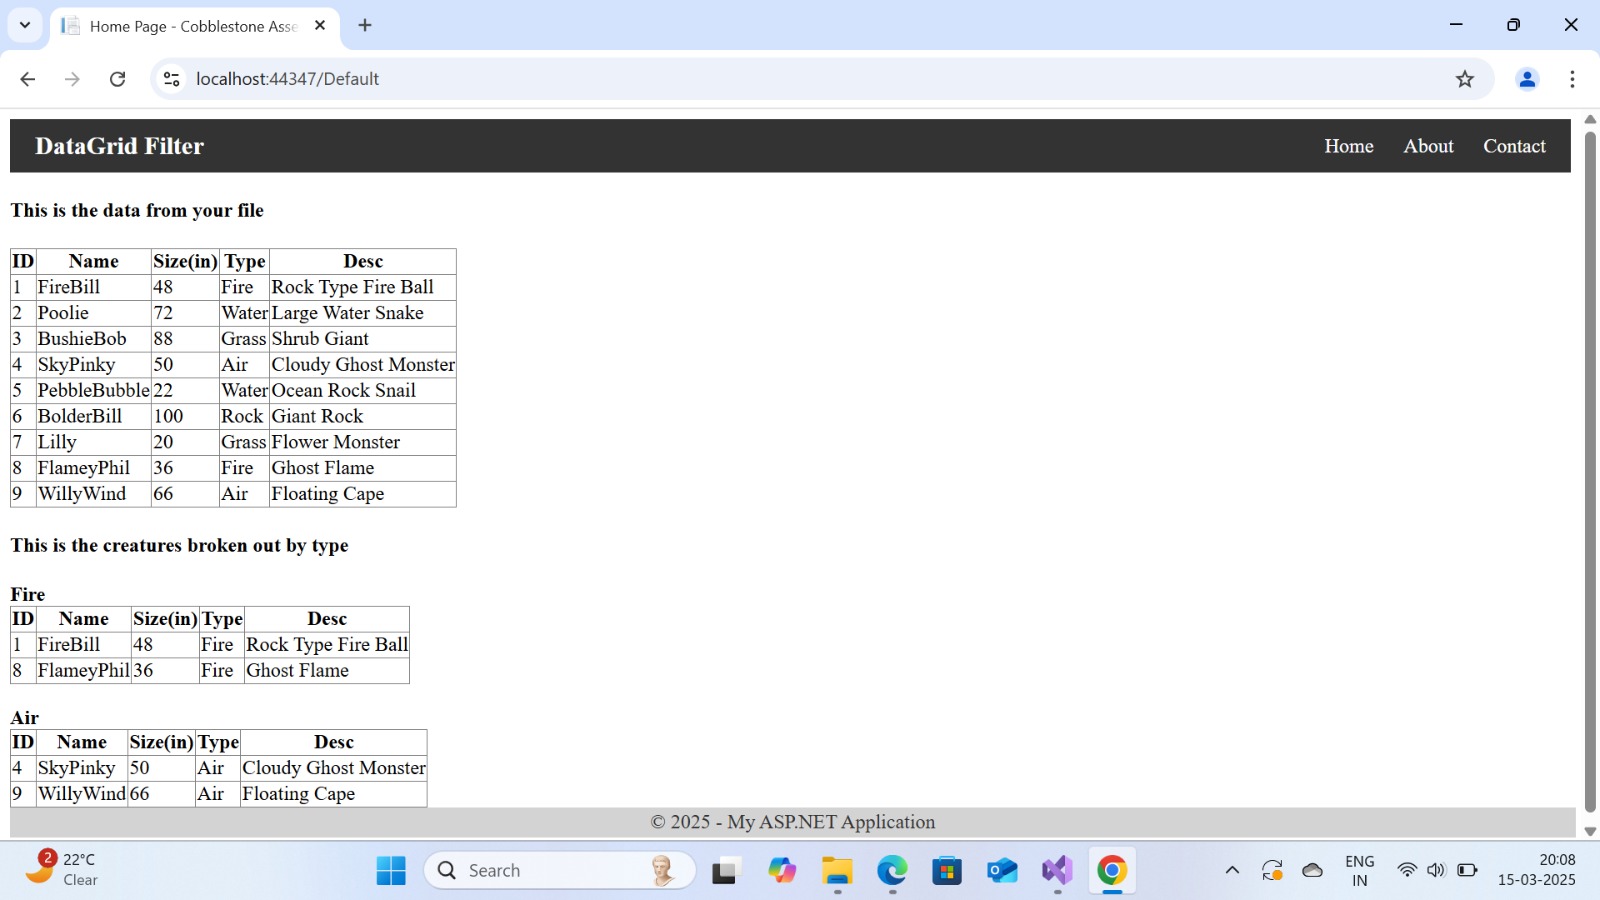 Home Page - Cobblestone Asse
localhost:44347/Default
DataGrid Filter Home About Contact
This is the data from your file
ID Name Size(in) Type Desc
1 FireBill 48 Fire Rock Type Fire Ball
2 Poolie 72 Water Large Water Snake
3 BushieBob 88 Grass Shrub Giant
4 SkyPinky 50 Air Cloudy Ghost Monster
5 PebbleBubble 22 Water Ocean Rock Snail
6 BolderBill 100 Rock Giant Rock
7 Lilly 20 Grass Flower Monster
8 FlameyPhil 36 Fire Ghost Flame
9 WillyWind 66 Air Floating Cape
This is the creatures broken out by type
Fire
ID Name Size(in) Type Desc
1 FireBill 48 Fire Rock Type Fire Ball
8 FlameyPhil 36 Fire Ghost Flame
Air
ID Name Size(in) Type Desc
4 SkyPinky 50 Air Cloudy Ghost Monster
9 WillyWind 66 Air Floating Cape
© 2025 - My ASP.NET Application
2 22°C
Clear
Search
ENG
IN
20:08
15-03-2025